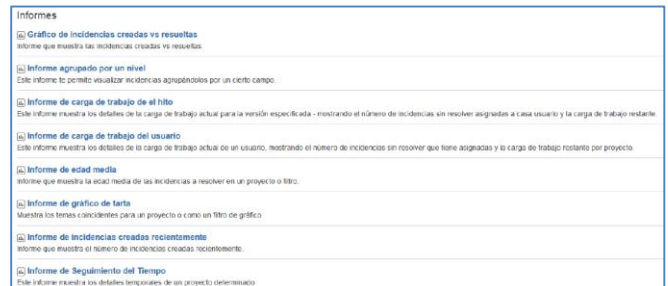 Informes
Gráfico de incidencias creadas vs resueltas
Informe que muestra las incidencias creadas vs resueltas.
Informe agrupado por un nivel
Este informe te permite visualizar incidencias agrupándolos por un cierto campo.
Informe de carga de trabajo de el hito
Este informe muestra los detalles de la carga de trabajo actual para la versión especificada - mostrando el número de incidencias sin resolver asignadas a casa usuario y la carga de trabajo restante.
Informe de carga de trabajo del usuario
Este informe muestra los detalles de la carga de trabajo actual de un usuario, mostrando el número de incidencias sin resolver que tiene asignadas y la carga de trabajo restante por proyecto.
Informe de edad media
Informe que muestra la edad media de las incidencias a resolver en un proyecto o filtro.
Informe de gráfico de tarta
Muestra los temas coincidentes para un proyecto o como un filtro de gráfico
Informe de incidencias creadas recientemente
Informe que muestra el número de incidencias creadas recientemente.
Informe de Seguimiento del Tiempo
Este informe muestra los detalles temporales de un proyecto determinado